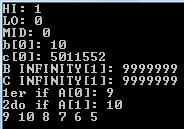 HI: 1
LO: 0
MID: 0
b[0]: 10
c[0]: 5011552
B INFINITY[1]: 9999999
C INFINITY[1]: 9999999
1er if A[0]: 9
2do if A[1]: 10
9 10 8 7 6 5